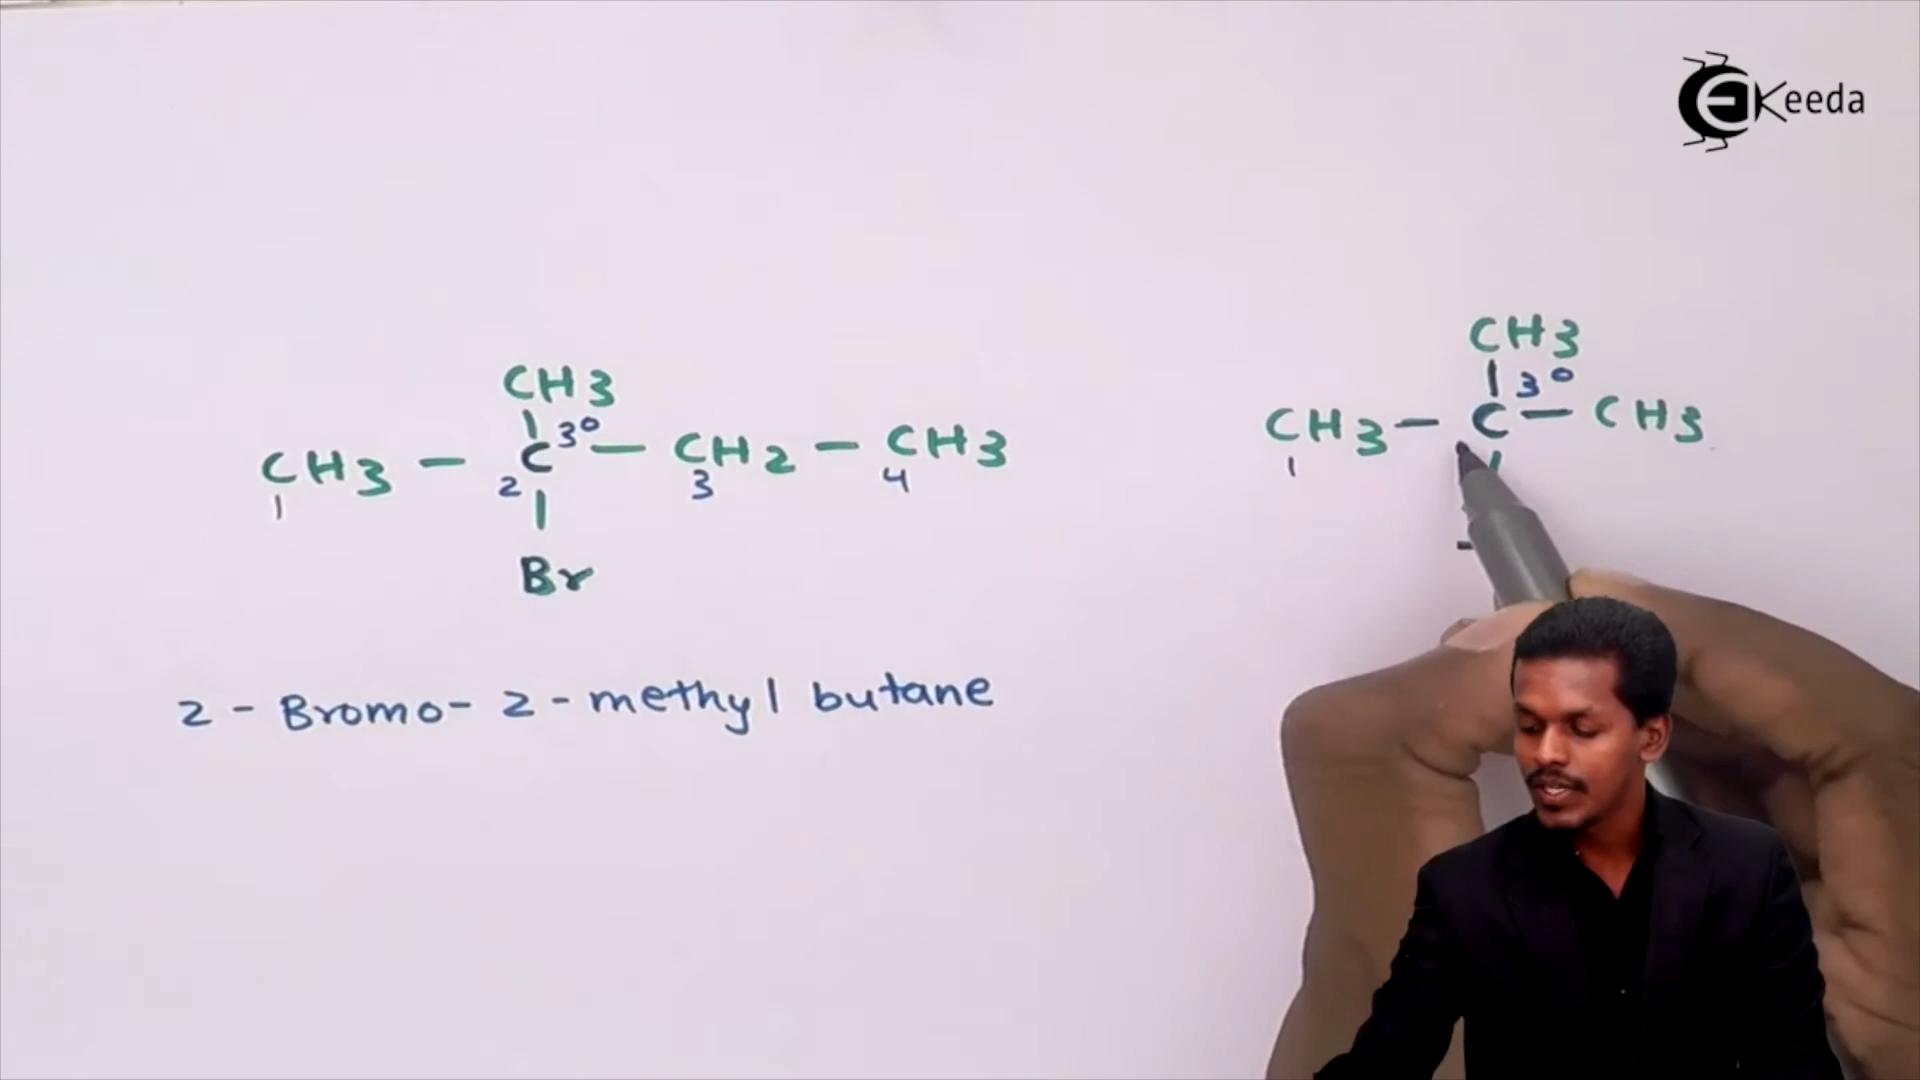 EKeeda
CH3
|
CH3 - C 3° - CH2 - CH3
1 2 3 4
|
Br
2 - Bromo - 2 - methyl butane
CH3
|
CH3 - C 3° - CH3
1
|